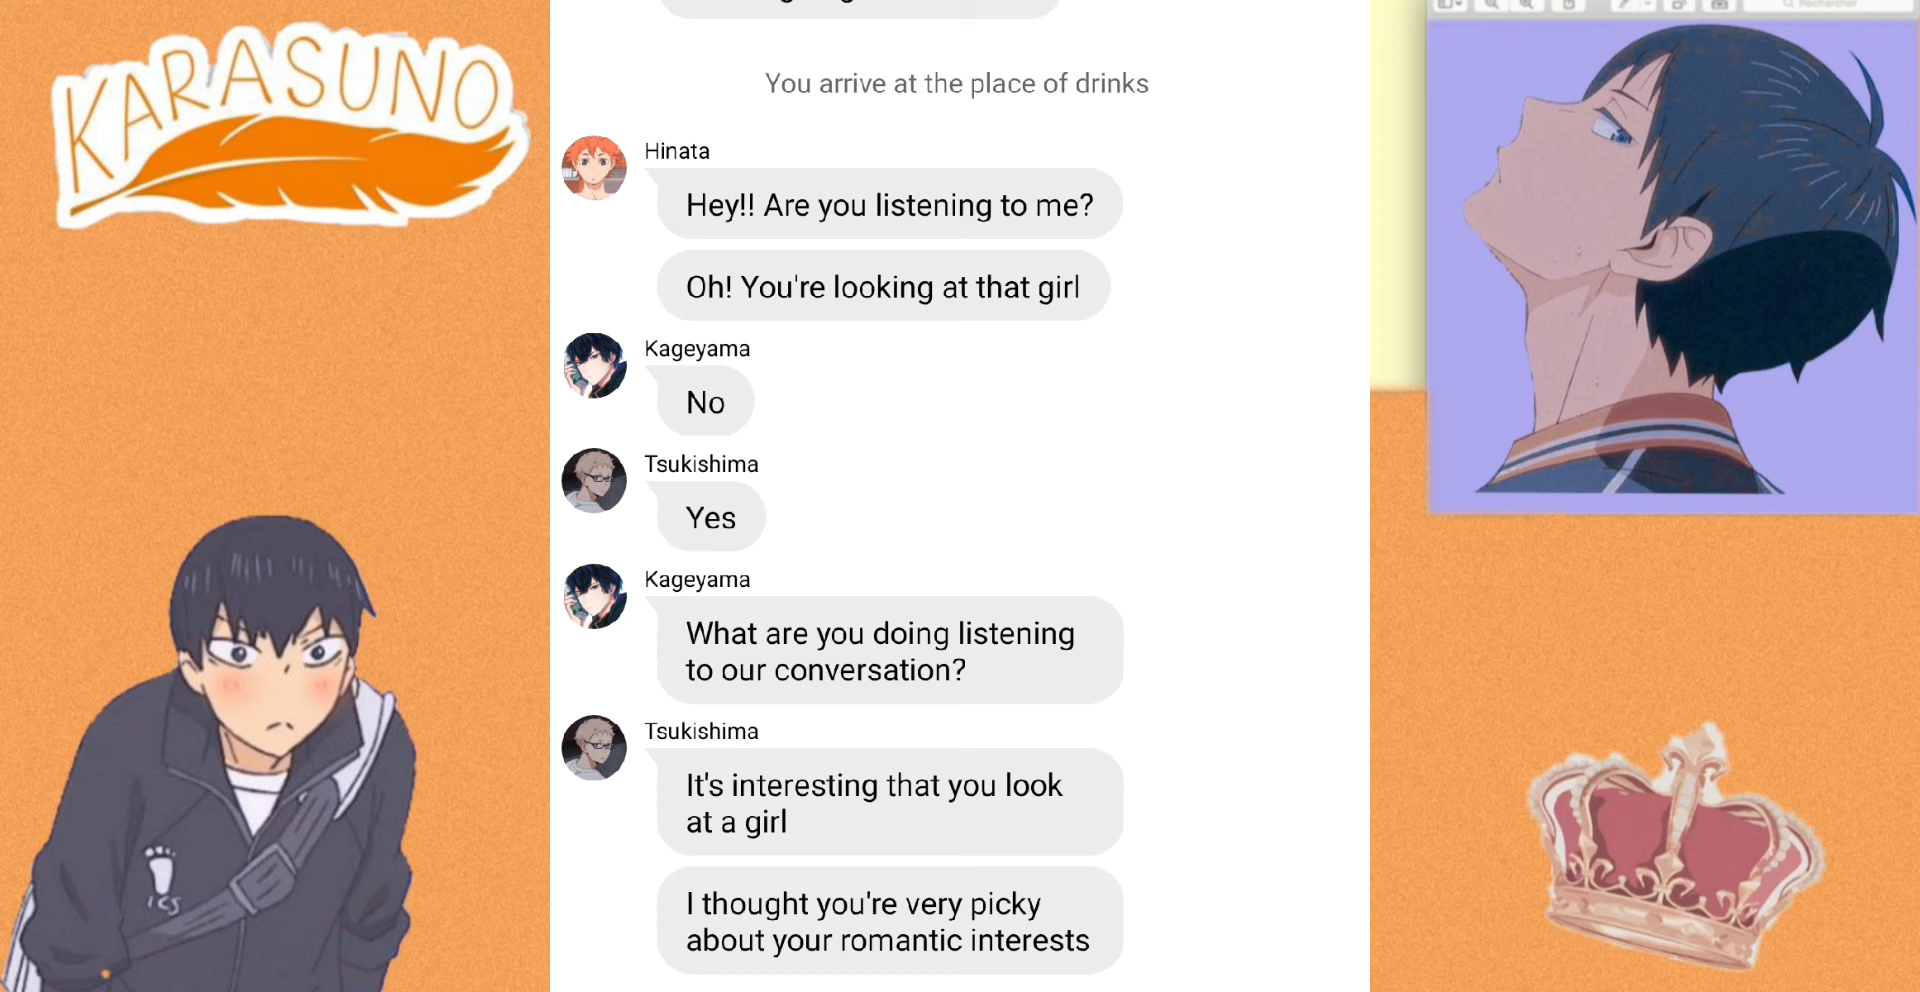 KARASUNO
Rechercher
You arrive at the place of drinks
Hinata
Hey!! Are you listening to me?
Oh! You're looking at that girl
Kageyama
No
Tsukishima
Yes
Kageyama
What are you doing listening
to our conversation?
Tsukishima
It's interesting that you look
at a girl
I thought you're very picky
about your romantic interests